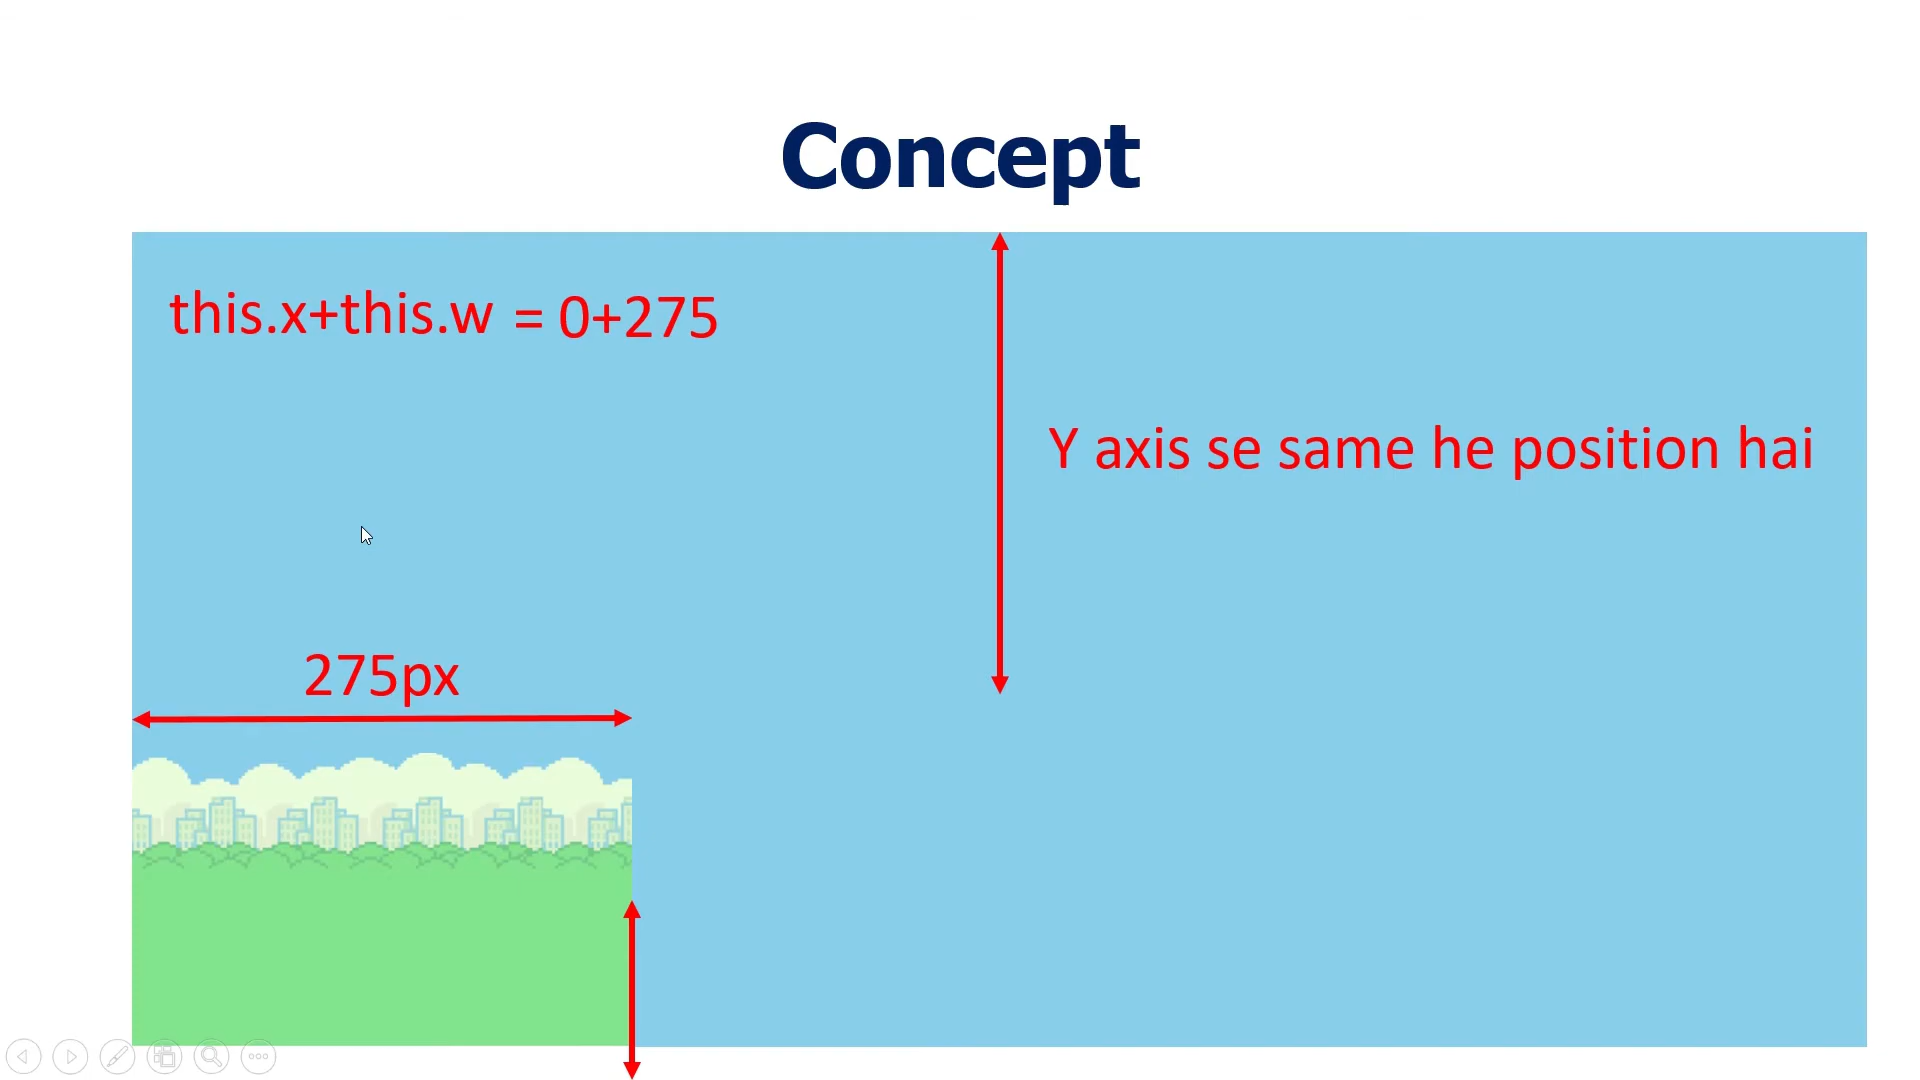 Concept
this.x+this.w = 0+275
Y axis se same he position hai
275px